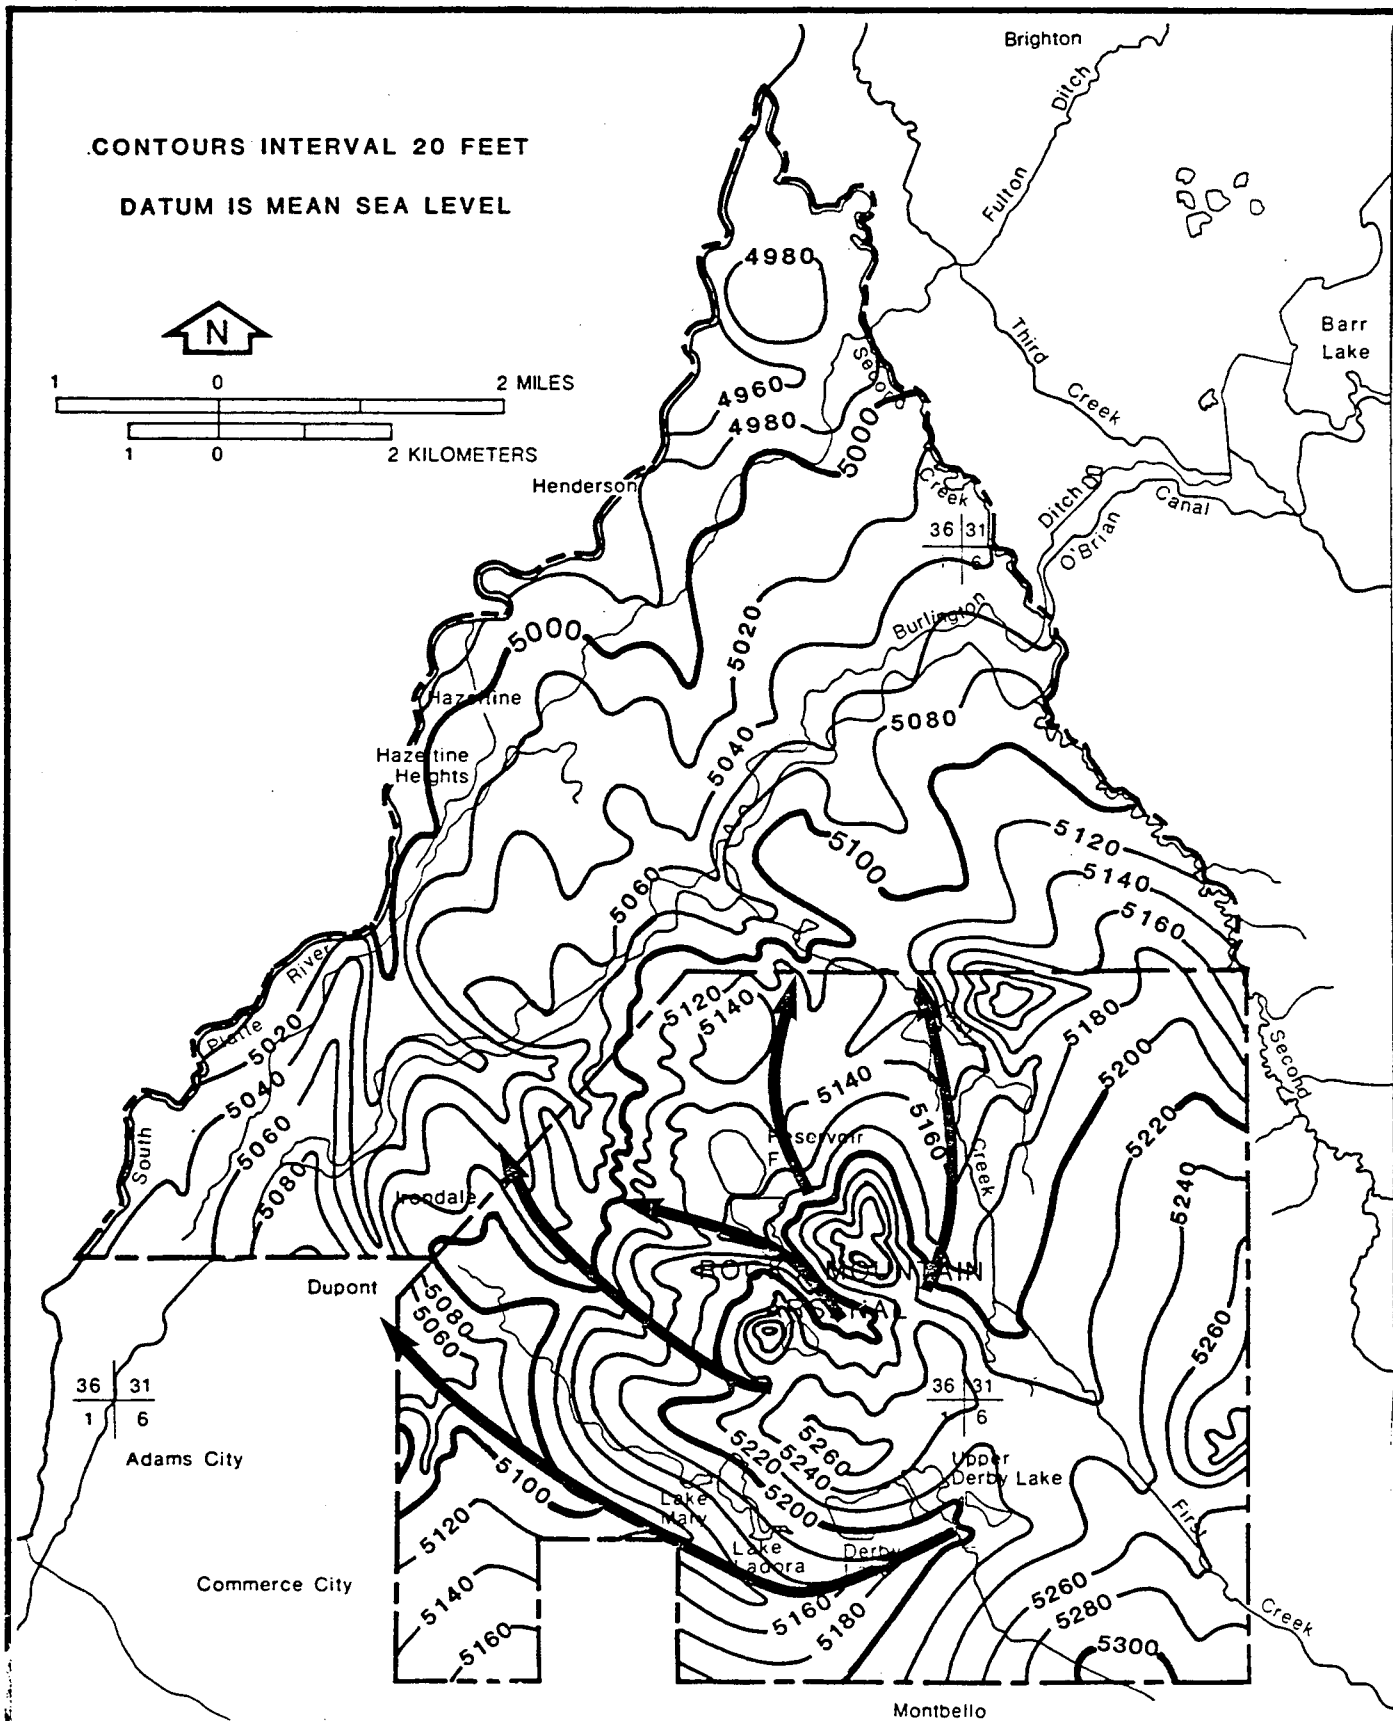 Brighton
Ditch
.CONTOURS INTERVAL 20 FEET
DATUM IS MEAN SEA LEVEL
Fulton
4980
N
Third
Barr
Lake
1 0 2 MILES
Second
4960
Creek
4980
5000
1 0 2 KILOMETERS
Henderson
Creek
Ditch
Canal
36 31
6
O'Brian
Burlington
5000
5020
Hazeltine
5080
5040
Hazeltine
Heights
5120
5100
5140
5060
5160
River
Platte
5020
5120
5140
5180
5200
Second
5040
5140
5060
5160
5220
South
Reservoir
F
Creek
5080
5240
Irondale
ROCKY MOUNTAIN
ARSENAL
Dupont
5080
5060
5260
36 31
1 6
36 31
1 6
5260
5220
5240
Adams City
Upper
Derby Lake
5100
5200
Lake
Mary
First
5120
Lake
Ladora
Derby
Commerce City
5140
5160
5180
5260
5280
Creek
5160
5300
Montbello